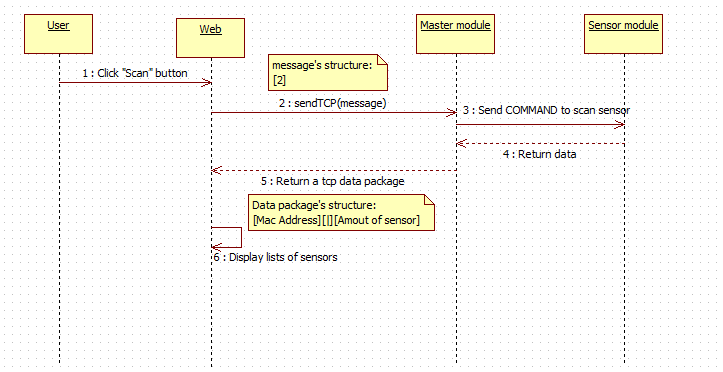 User
Web
Master module
Sensor module
message's structure:
[2]
1 : Click "Scan" button
2 : sendTCP(message)
3 : Send COMMAND to scan sensor
4 : Return data
5 : Return a tcp data package
Data package's structure:
[Mac Address][|][Amout of sensor]
6 : Display lists of sensors